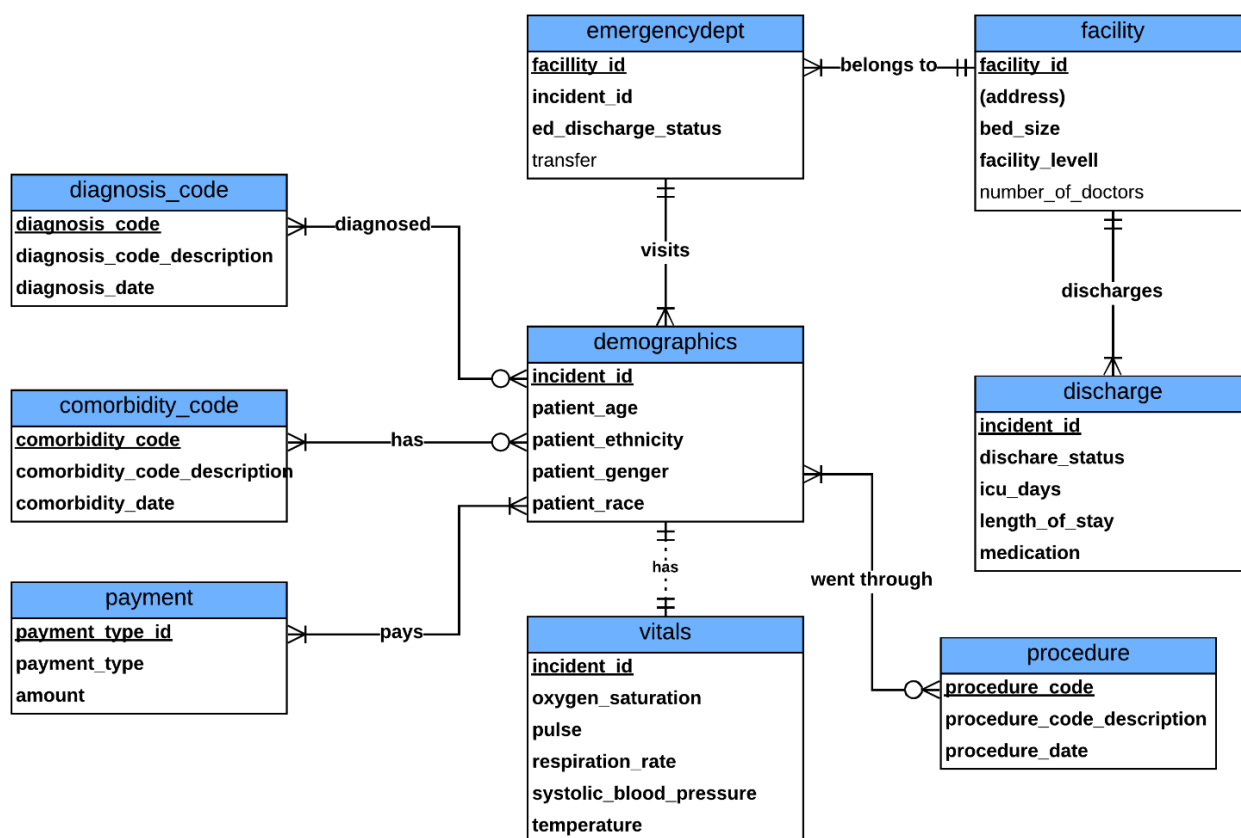 emergencydept
facillity_id
incident_id
ed_discharge_status
transfer
belongs to
facility
facility_id
(address)
bed_size
facility_levell
number_of_doctors
diagnosis_code
diagnosis_code
diagnosis_code_description
diagnosis_date
diagnosed
visits
discharges
demographics
incident_id
patient_age
patient_ethnicity
patient_genger
patient_race
comorbidity_code
comorbidity_code
comorbidity_code_description
comorbidity_date
has
discharge
incident_id
dischare_status
icu_days
length_of_stay
medication
payment
payment_type_id
payment_type
amount
pays
has
went through
vitals
incident_id
oxygen_saturation
pulse
respiration_rate
systolic_blood_pressure
temperature
procedure
procedure_code
procedure_code_description
procedure_date